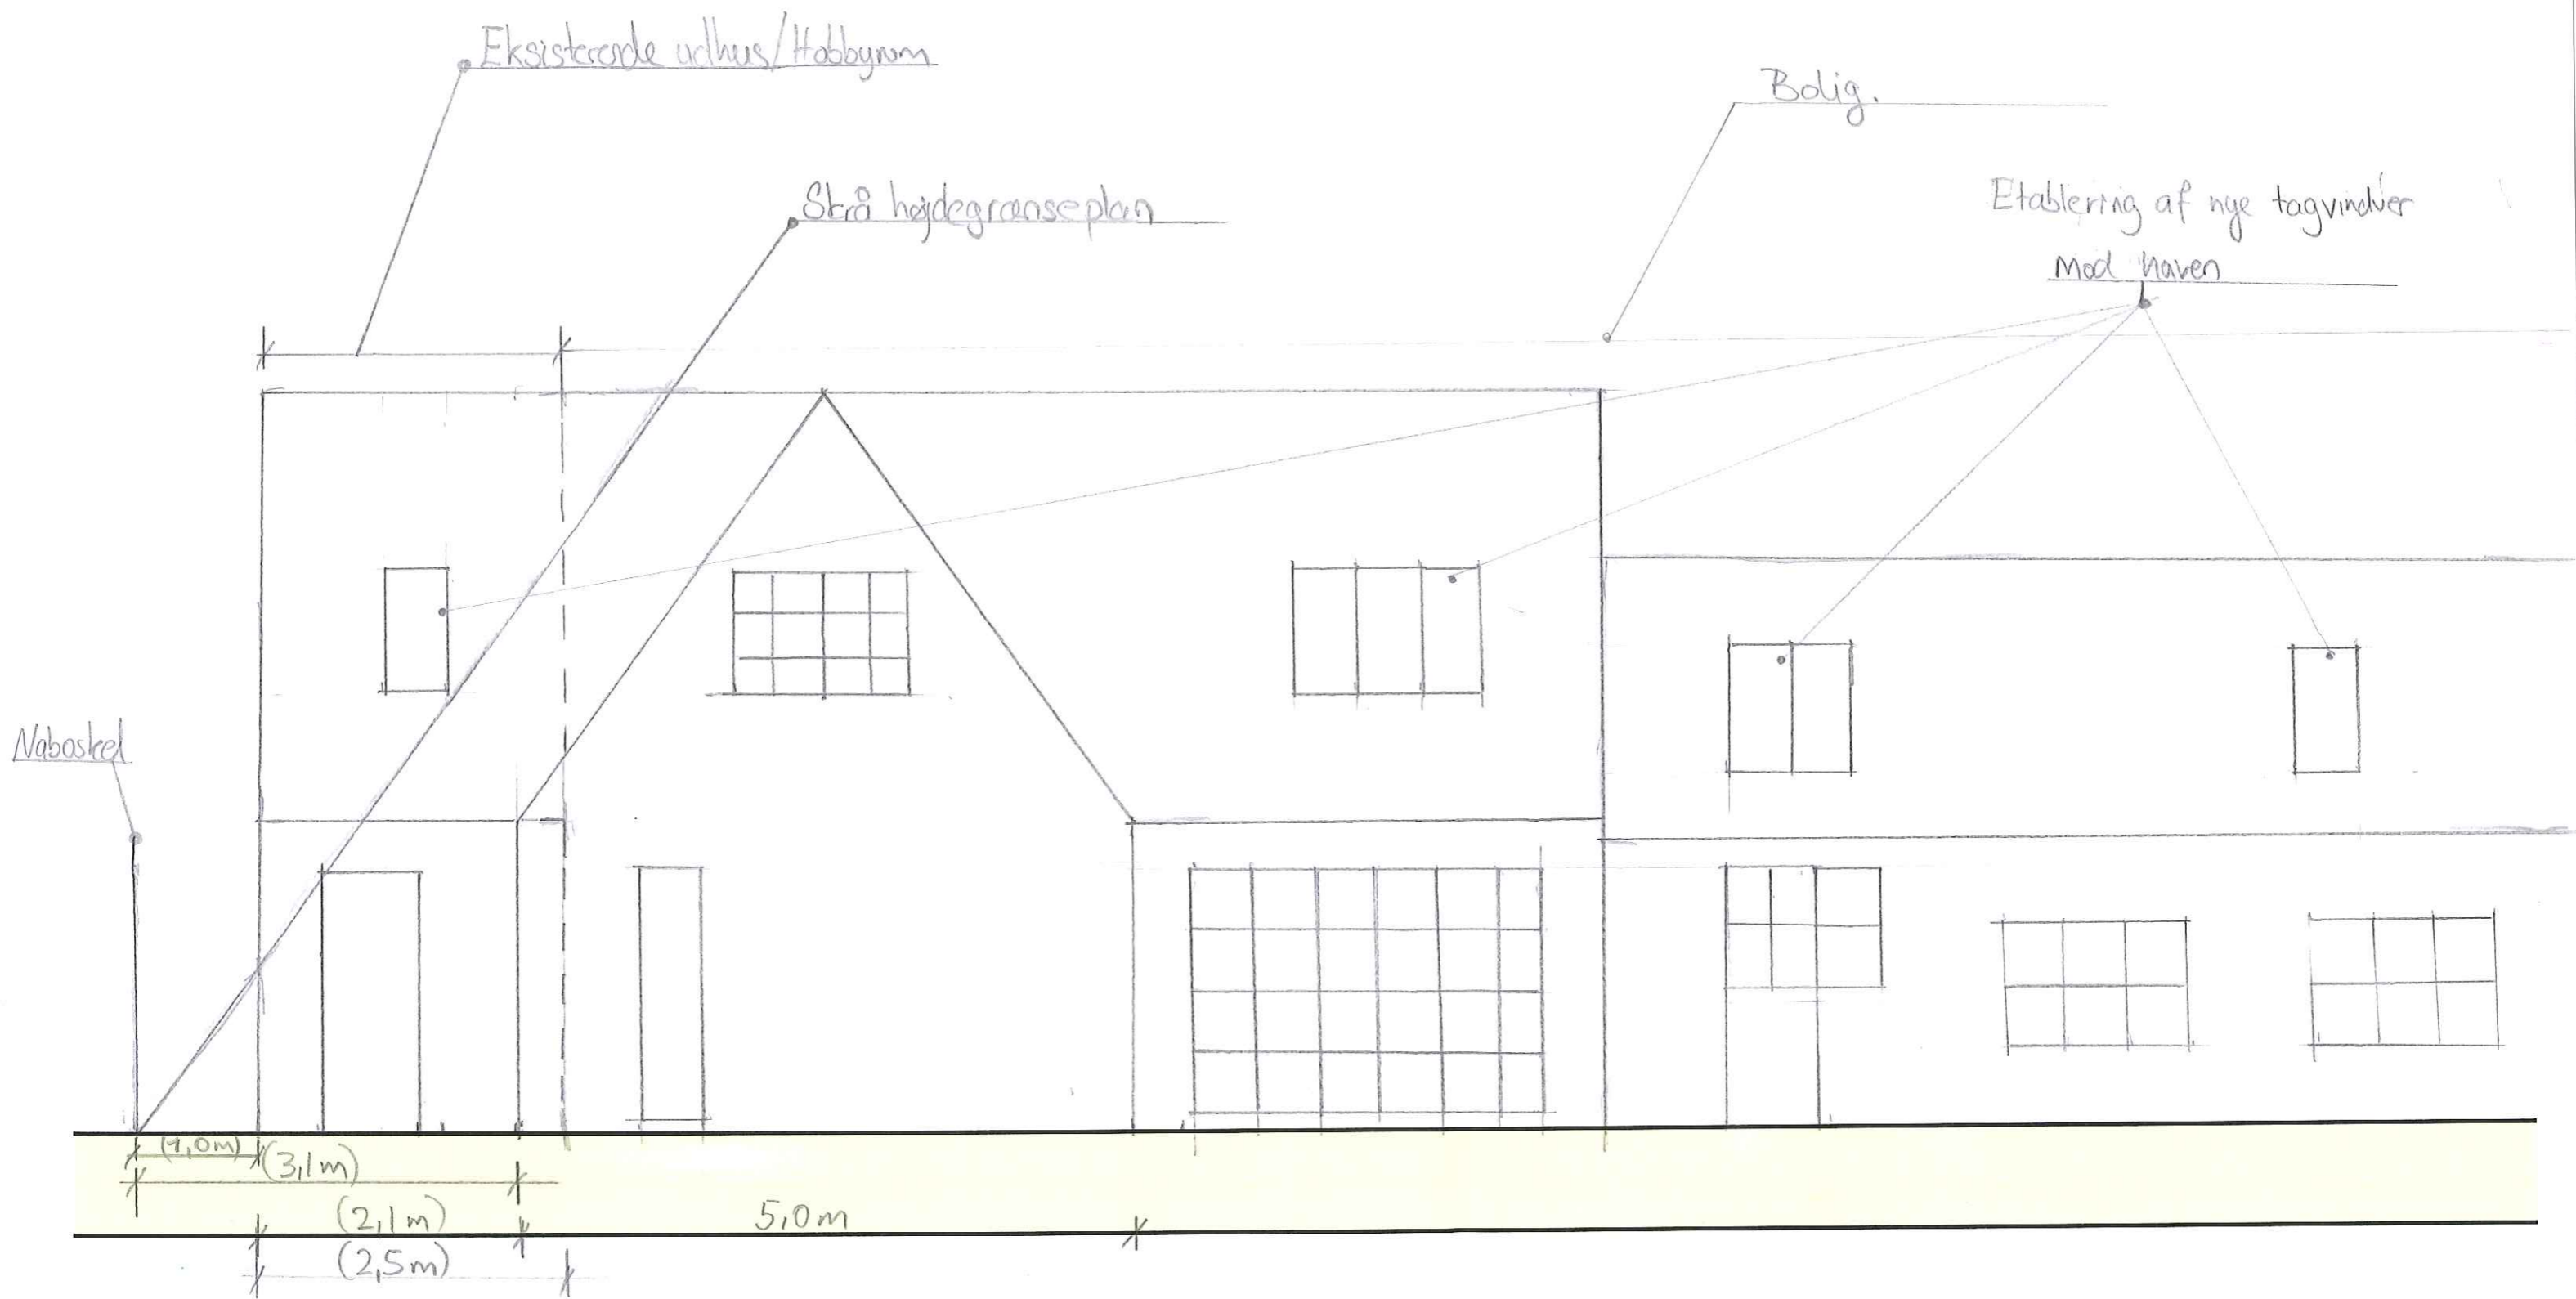 Eksisterende udhus/Hobbyrum
Bolig.
Skrå højdegrænseplan
Etablering af nye tagvinduer
Mod haven
Naboskel
(1,0m)
(3,1m)
(2,1m)
5,0m
(2,5m)